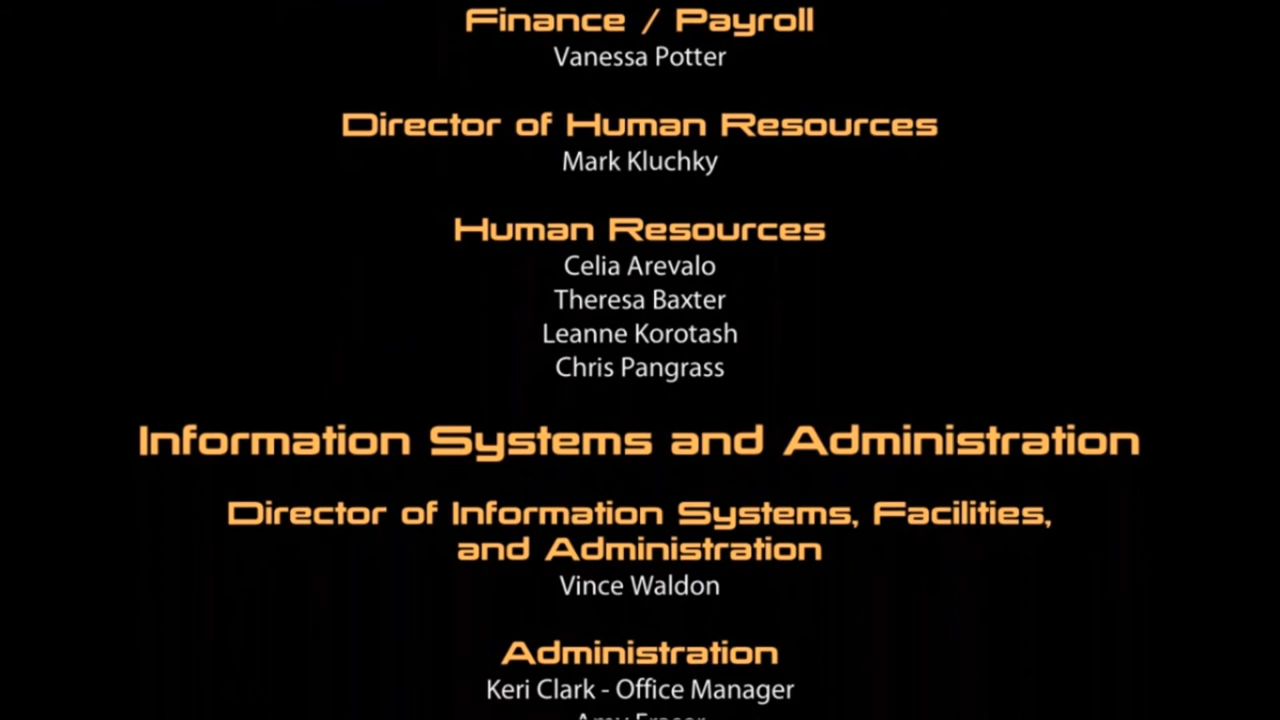 Finance / Payroll
Vanessa Potter
Director of Human Resources
Mark Kluchky
Human Resources
Celia Arevalo
Theresa Baxter
Leanne Korotash
Chris Pangrass
Information Systems and Administration
Director of Information Systems, Facilities,
and Administration
Vince Waldon
Administration
Keri Clark - Office Manager